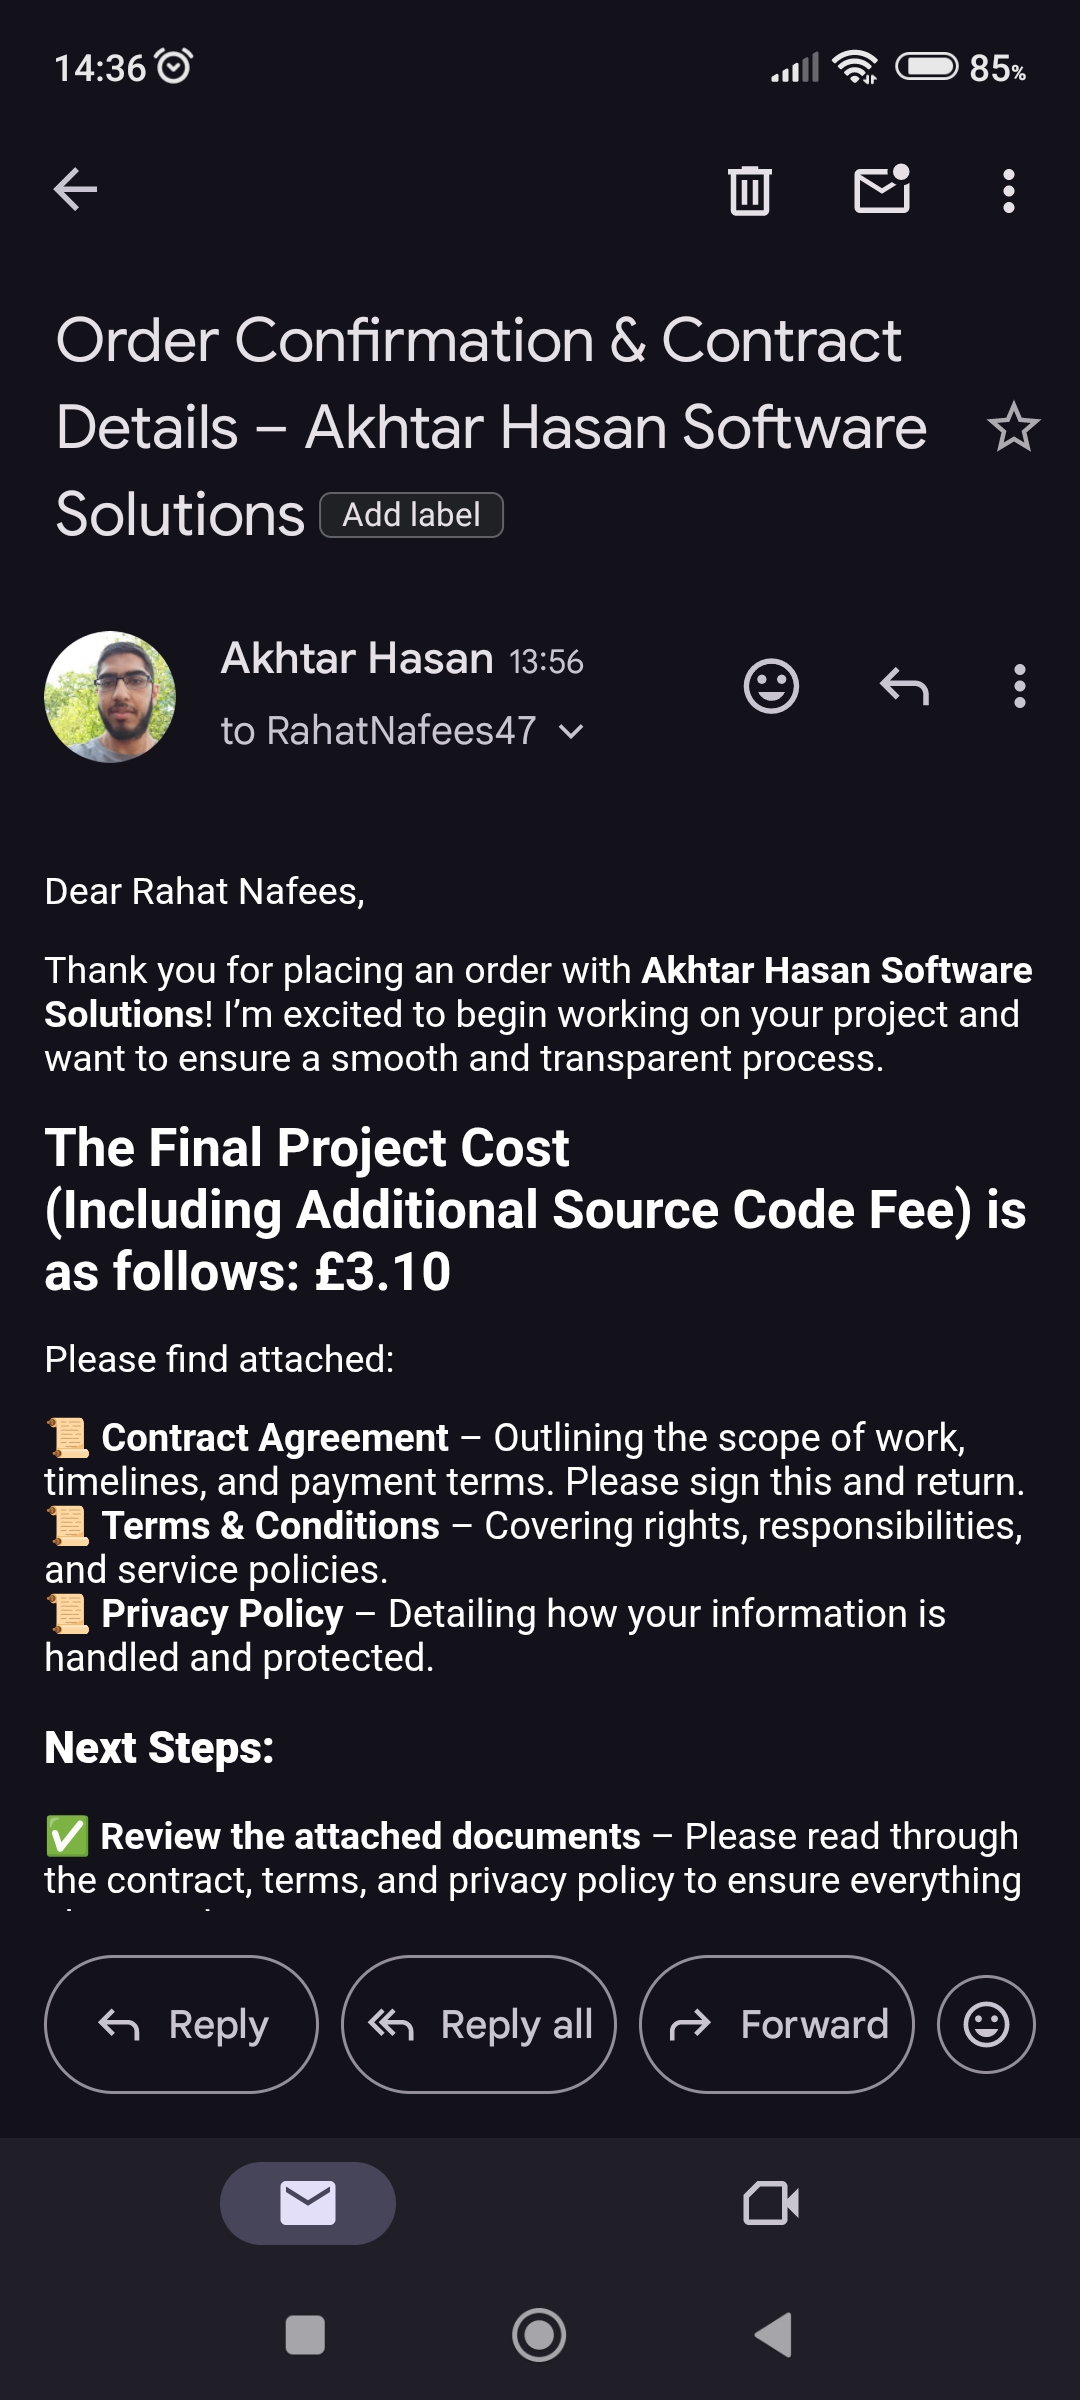 14:36
85%
Order Confirmation & Contract
Details – Akhtar Hasan Software
Solutions Add label
Akhtar Hasan 13:56
to RahatNafees47
Dear Rahat Nafees,
Thank you for placing an order with Akhtar Hasan Software
Solutions! I’m excited to begin working on your project and
want to ensure a smooth and transparent process.
The Final Project Cost
(Including Additional Source Code Fee) is
as follows: £3.10
Please find attached:
📜 Contract Agreement – Outlining the scope of work,
timelines, and payment terms. Please sign this and return.
📜 Terms & Conditions – Covering rights, responsibilities,
and service policies.
📜 Privacy Policy – Detailing how your information is
handled and protected.
Next Steps:
✅ Review the attached documents – Please read through
the contract, terms, and privacy policy to ensure everything
Reply
Reply all
Forward